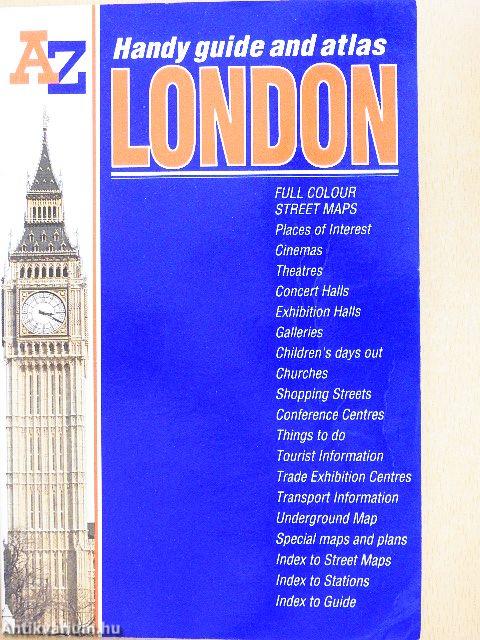 AZ
Handy guide and atlas
LONDON
FULL COLOUR
STREET MAPS
Places of Interest
Cinemas
Theatres
Concert Halls
Exhibition Halls
Galleries
Children's days out
Churches
Shopping Streets
Conference Centres
Things to do
Tourist Information
Trade Exhibition Centres
Transport Information
Underground Map
Special maps and plans
Index to Street Maps
Index to Stations
Index to Guide
Antikvarium.hu